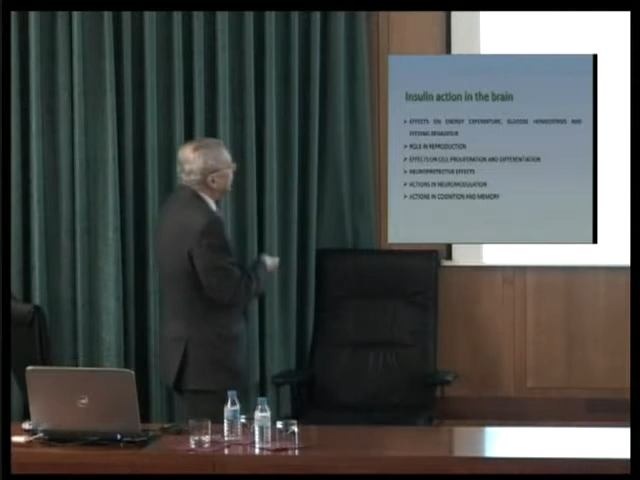 Insulin action in the brain
➤ EFFECTS ON ENERGY EXPENDITURE, GLUCOSE HOMEOSTASIS AND
FEEDING BEHAVIOUR
➤ ROLE IN REPRODUCTION
➤ EFFECTS ON CELL PROLIFERATION AND DIFFERENTIATION
➤ NEUROPROTECTIVE EFFECTS
➤ ACTIONS IN NEUROMODULATION
➤ ACTIONS IN COGNITION AND MEMORY